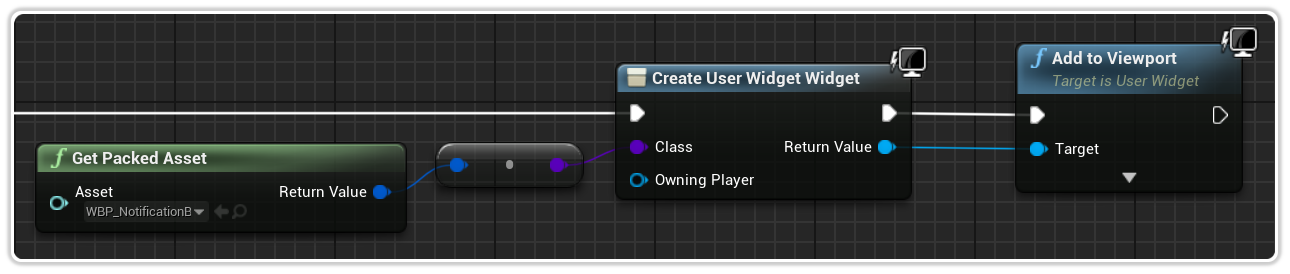 Create User Widget Widget
Add to Viewport
Target is User Widget
Get Packed Asset
Class
Return Value
Target
Asset
Return Value
WBP_NotificationB
Owning Player